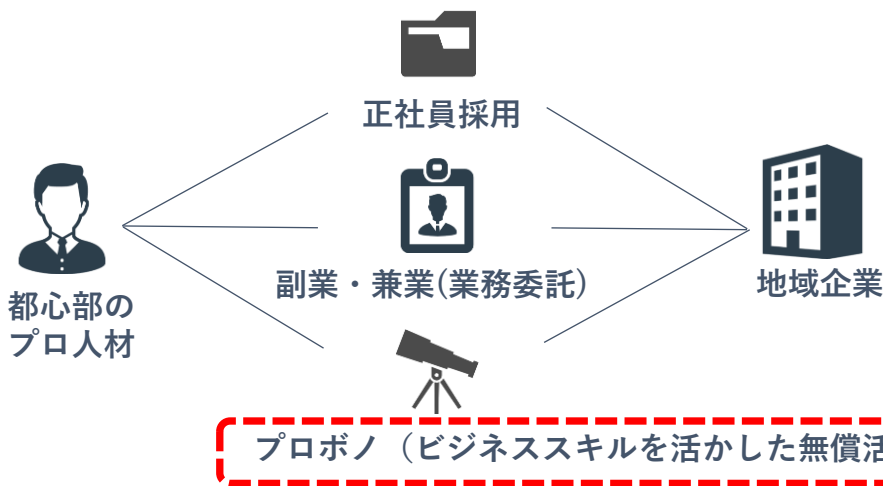 正社員採用
副業・兼業(業務委託)
都心部の
プロ人材
地域企業
プロボノ（ビジネススキルを活かした無償活